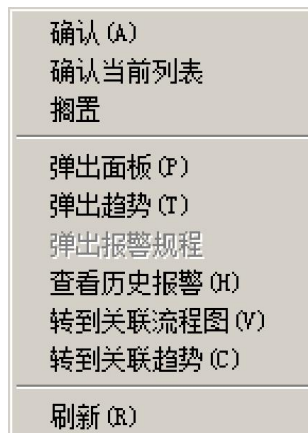 确认(A)
确认当前列表
搁置
弹出面板(P)
弹出趋势(T)
弹出报警规程
查看历史报警(H)
转到关联流程图(V)
转到关联趋势(C)
刷新(R)